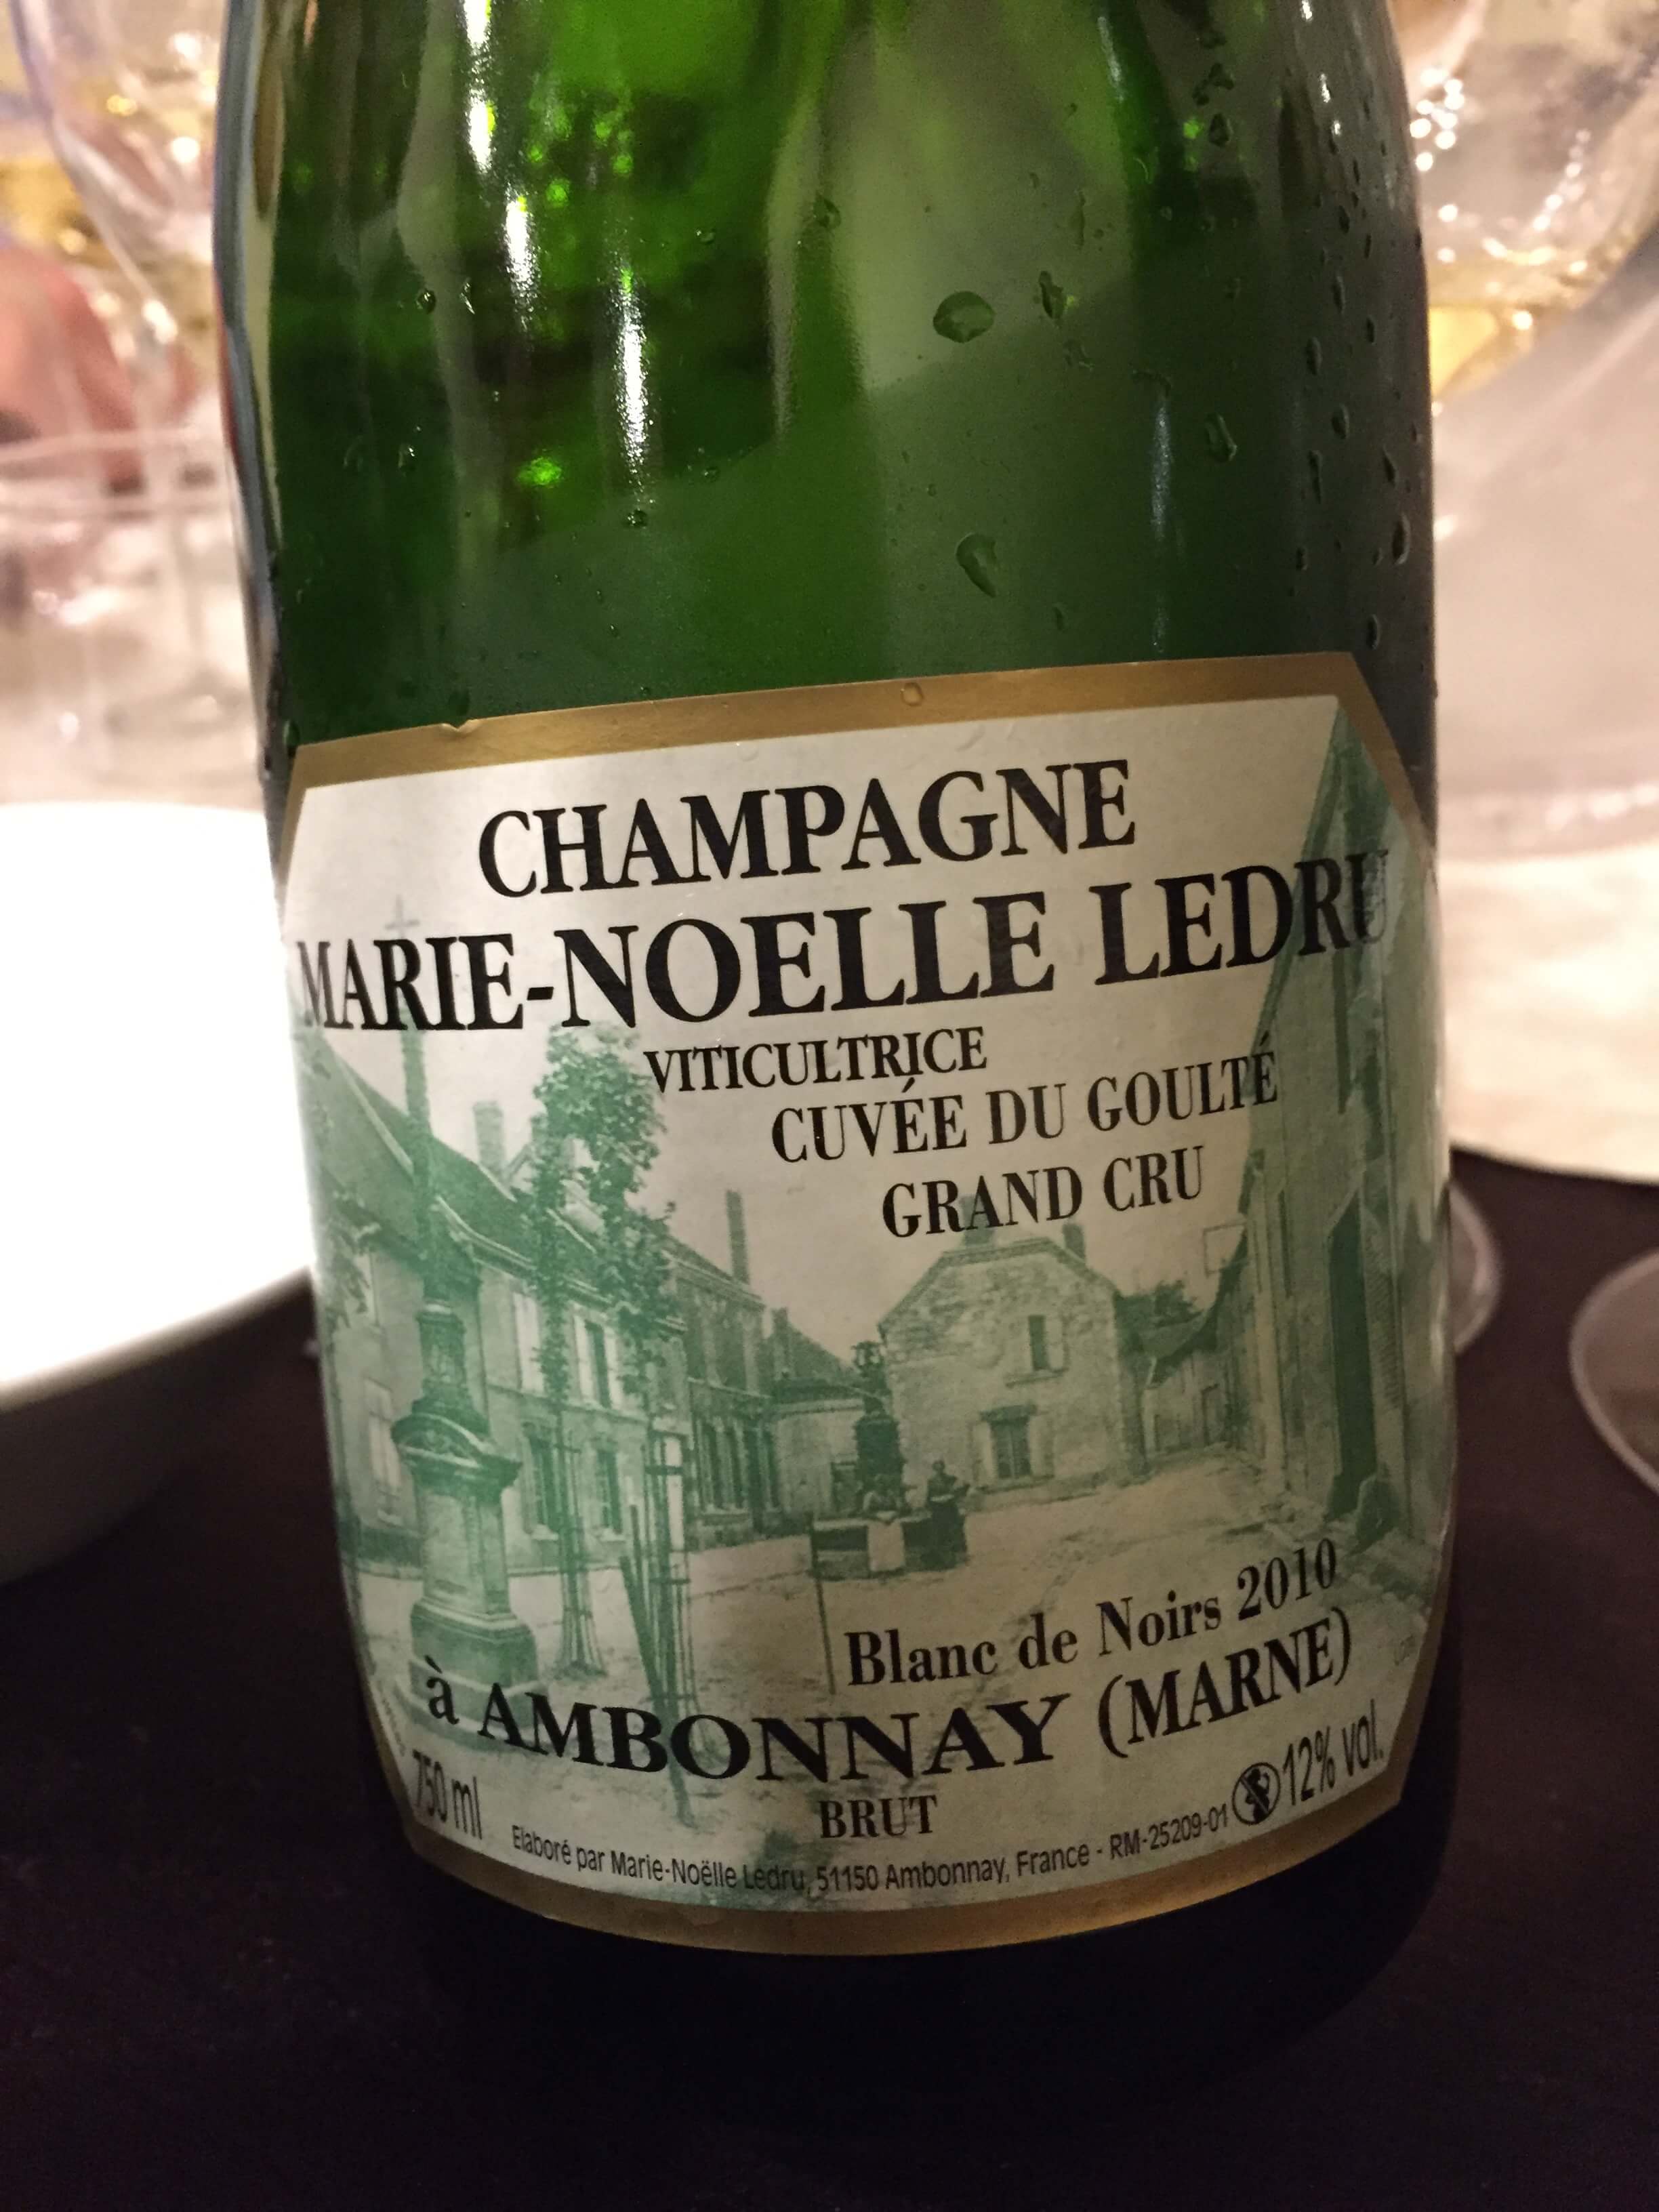 CHAMPAGNE
MARIE-NOELLE LEDRU
VITICULTRICE
CUVÉE DU GOULTÉ
GRAND CRU
Blanc de Noirs 2010
à AMBONNAY (MARNE)
750 ml
BRUT
12% vol.
Elaboré par Marie-Noëlle Ledru, 51150 Ambonnay, France - RM-25209-01